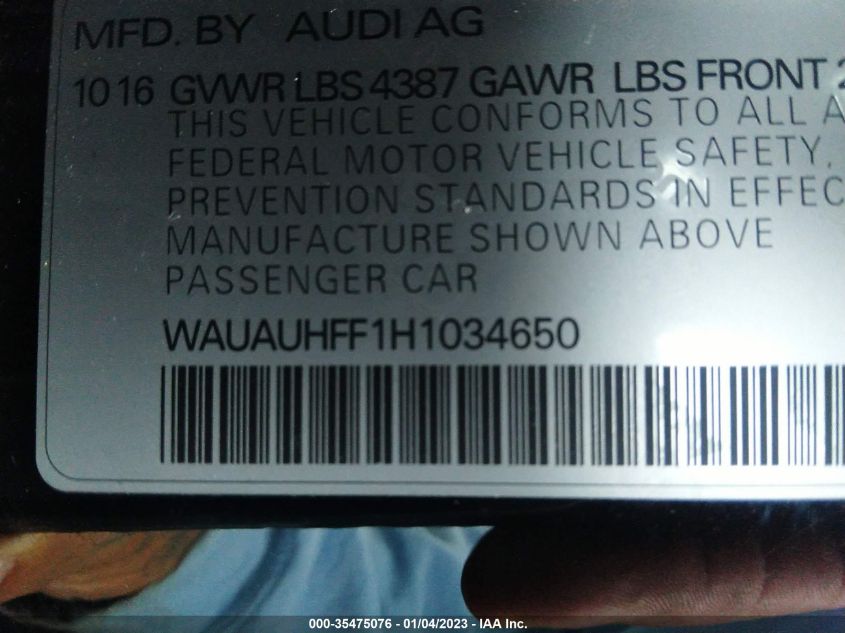 MFD. BY AUDI AG
10 16 GVWR LBS 4387 GAWR LBS FRONT 2
THIS VEHICLE CONFORMS TO ALL A
FEDERAL MOTOR VEHICLE SAFETY,
PREVENTION STANDARDS IN EFFEC
MANUFACTURE SHOWN ABOVE
PASSENGER CAR
WAUAUHFF1H1034650
000-35475076 - 01/04/2023 - IAA Inc.